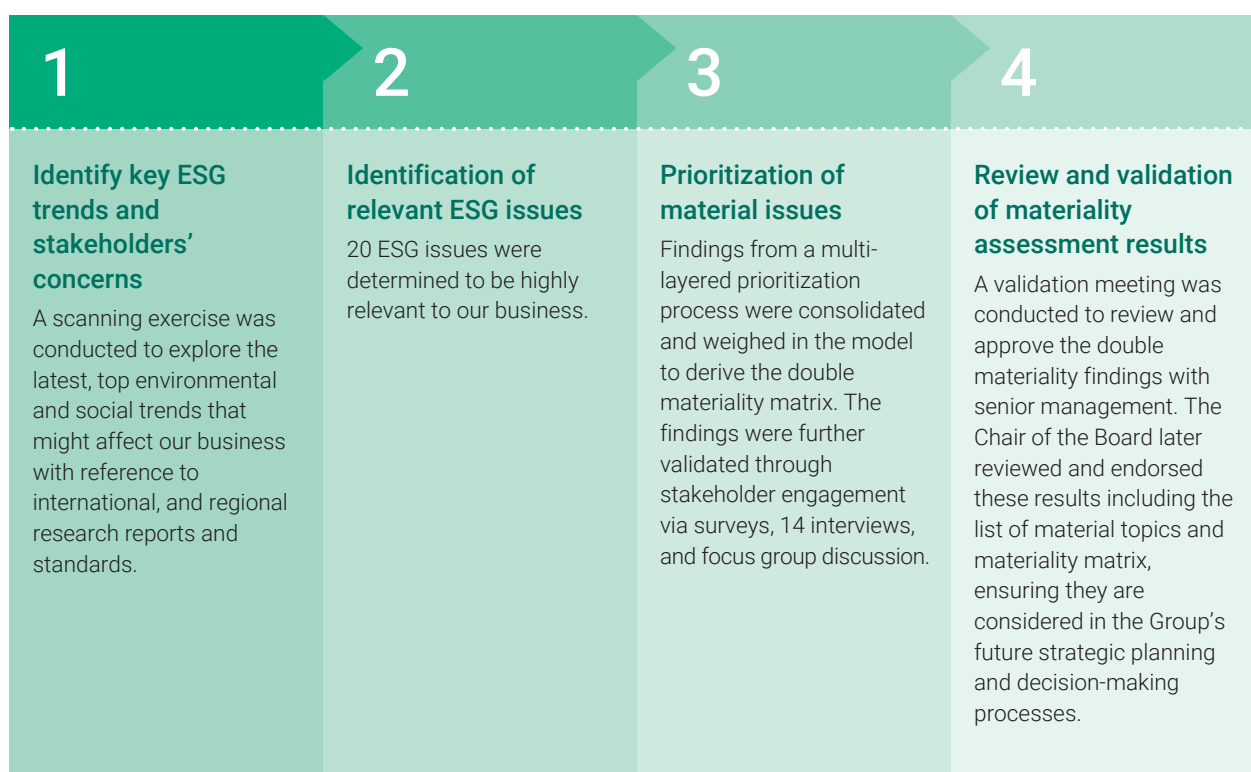 1
Identify key ESG
trends and
stakeholders’
concerns
A scanning exercise was
conducted to explore the
latest, top environmental
and social trends that
might affect our business
with reference to
international, and regional
research reports and
standards.
2
Identification of
relevant ESG issues
20 ESG issues were
determined to be highly
relevant to our business.
3
Prioritization of
material issues
Findings from a multi-
layered prioritization
process were consolidated
and weighed in the model
to derive the double
materiality matrix. The
findings were further
validated through
stakeholder engagement
via surveys, 14 interviews,
and focus group discussion.
4
Review and validation
of materiality
assessment results
A validation meeting was
conducted to review and
approve the double
materiality findings with
senior management. The
Chair of the Board later
reviewed and endorsed
these results including the
list of material topics and
materiality matrix,
ensuring they are
considered in the Group’s
future strategic planning
and decision-making
processes.